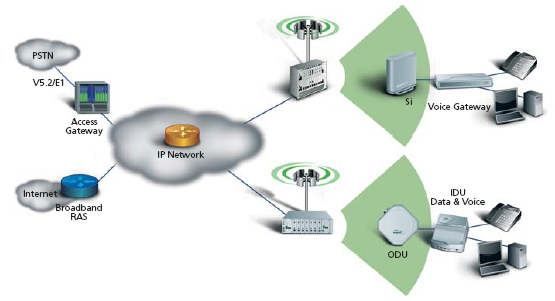 PSTN
V5.2/E1
Access
Gateway
IP Network
Internet
Broadband
RAS
Si
Voice Gateway
IDU
Data & Voice
ODU